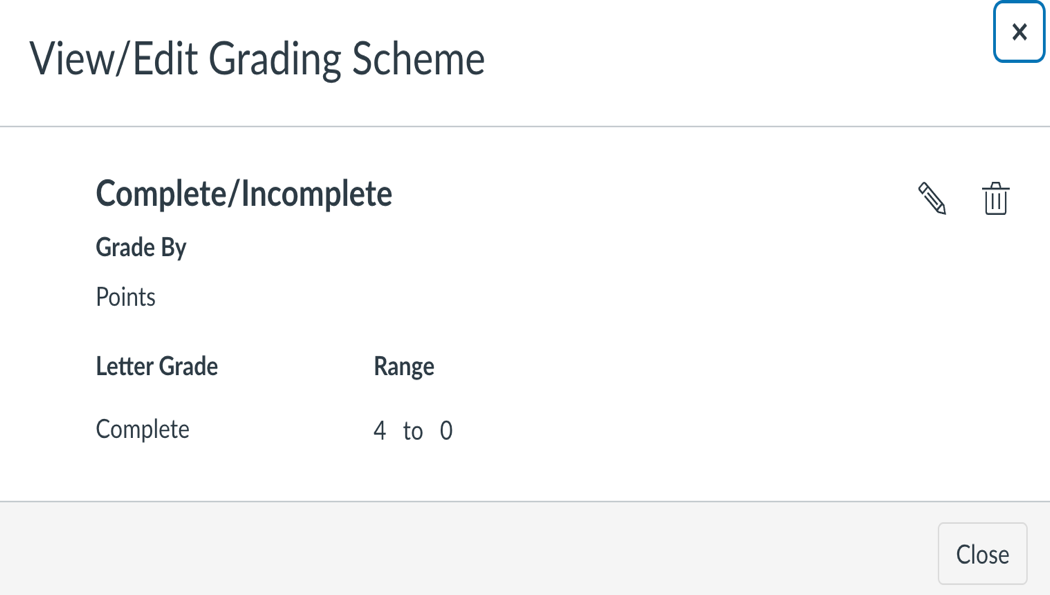 View/Edit Grading Scheme
×
Complete/Incomplete
Grade By
Points
Letter Grade Range
Complete 4 to 0
Close